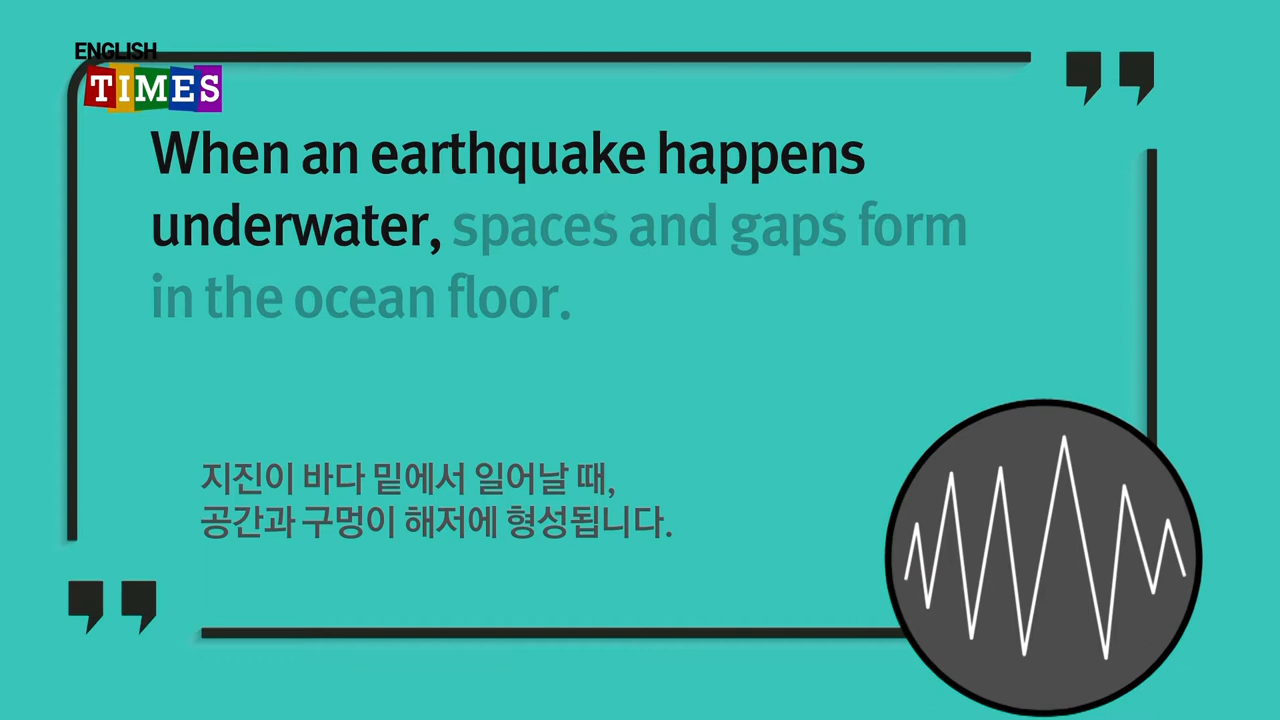 ENGLISH
TIMES
When an earthquake happens
underwater, spaces and gaps form
in the ocean floor.
지진이 바다 밑에서 일어날 때,
공간과 구멍이 해저에 형성됩니다.